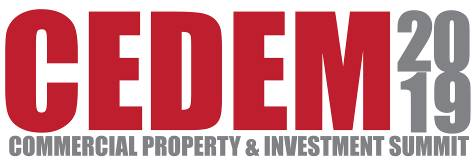 CEDEM 2019
COMMERCIAL PROPERTY & INVESTMENT SUMMIT